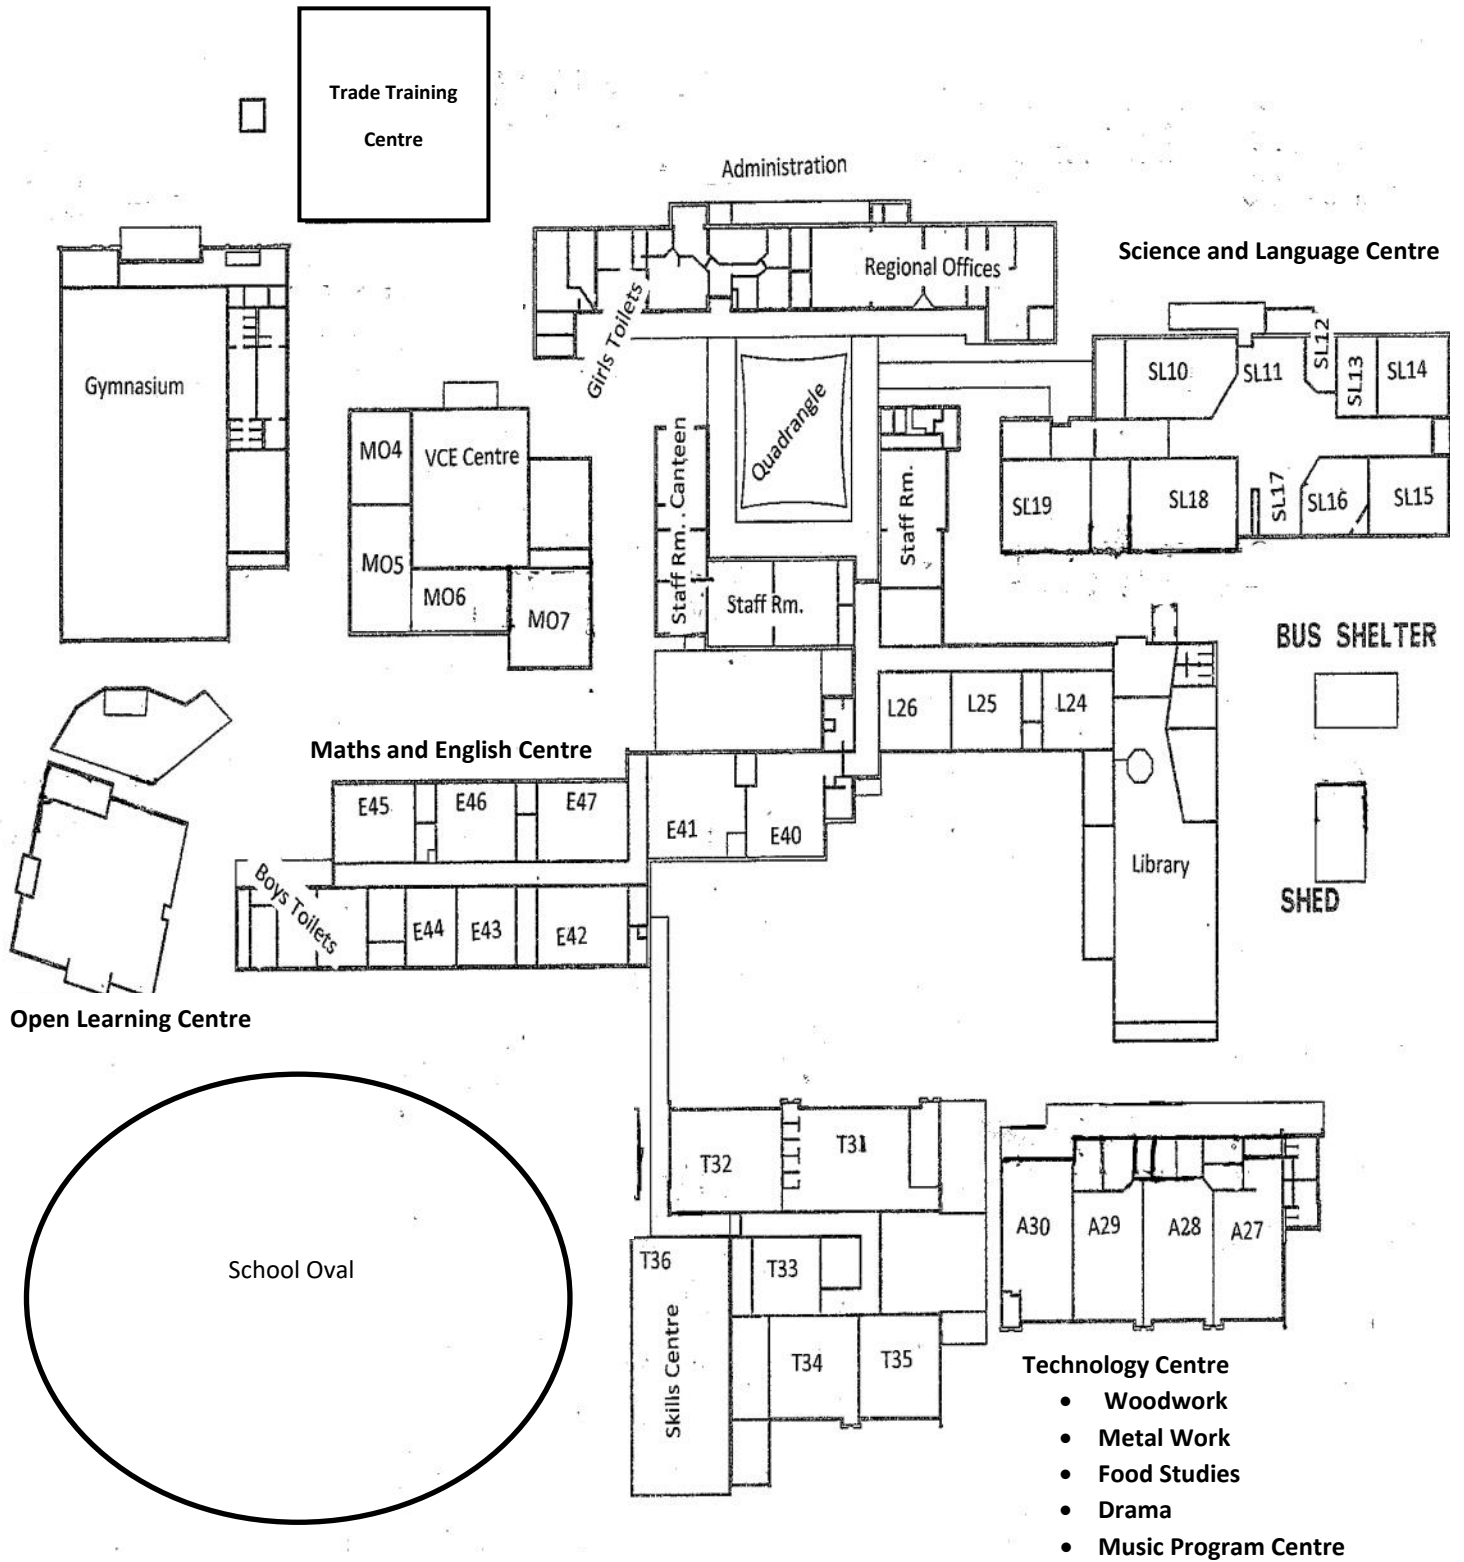 Trade Training
Centre
Administration
Regional Offices
Science and Language Centre
Girls Toilets
Gymnasium
Quadrangle
SL10
SL11
SL12
SL13
SL14
MO4
VCE Centre
Canteen
Staff Rm.
Staff Rm.
SL19
SL18
SL17
SL16
SL15
MO5
MO6
MO7
Staff Rm.
BUS SHELTER
L26
L25
L24
Maths and English Centre
E45
E46
E47
E41
E40
Library
Boys Toilets
E44
E43
E42
SHED
Open Learning Centre
T32
T31
A30
A29
A28
A27
School Oval
T36
T33
Skills Centre
T34
T35
Technology Centre
• Woodwork
• Metal Work
• Food Studies
• Drama
• Music Program Centre